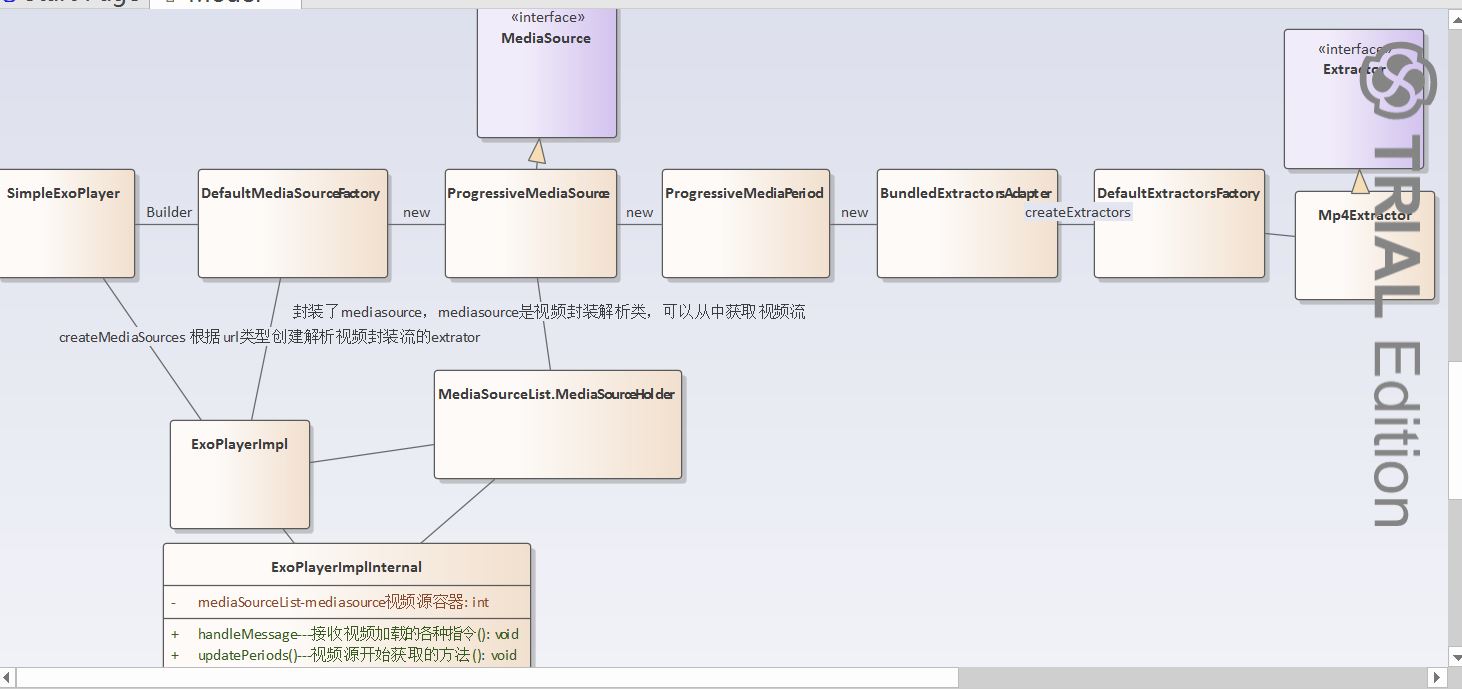 «interface»
MediaSource
«interface»
Extractor
SimpleExoPlayer
Builder
DefaultMediaSourceFactory
new
ProgressiveMediaSource
new
ProgressiveMediaPeriod
new
BundledExtractorsAdapter
createExtractors
DefaultExtractorsFactory
Mp4Extractor
封装了mediasource，mediasource是视频封装解析类，可以从中获取视频流
createMediaSources 根据url类型创建解析视频封装流的extrator
MediaSourceList.MediaSourceHolder
ExoPlayerImpl
ExoPlayerImplInternal
- mediaSourceList-mediasource视频源容器: int
+ handleMessage---接收视频加载的各种指令(): void
+ updatePeriods()---视频源开始获取的方法(): void
TRIAL Edition